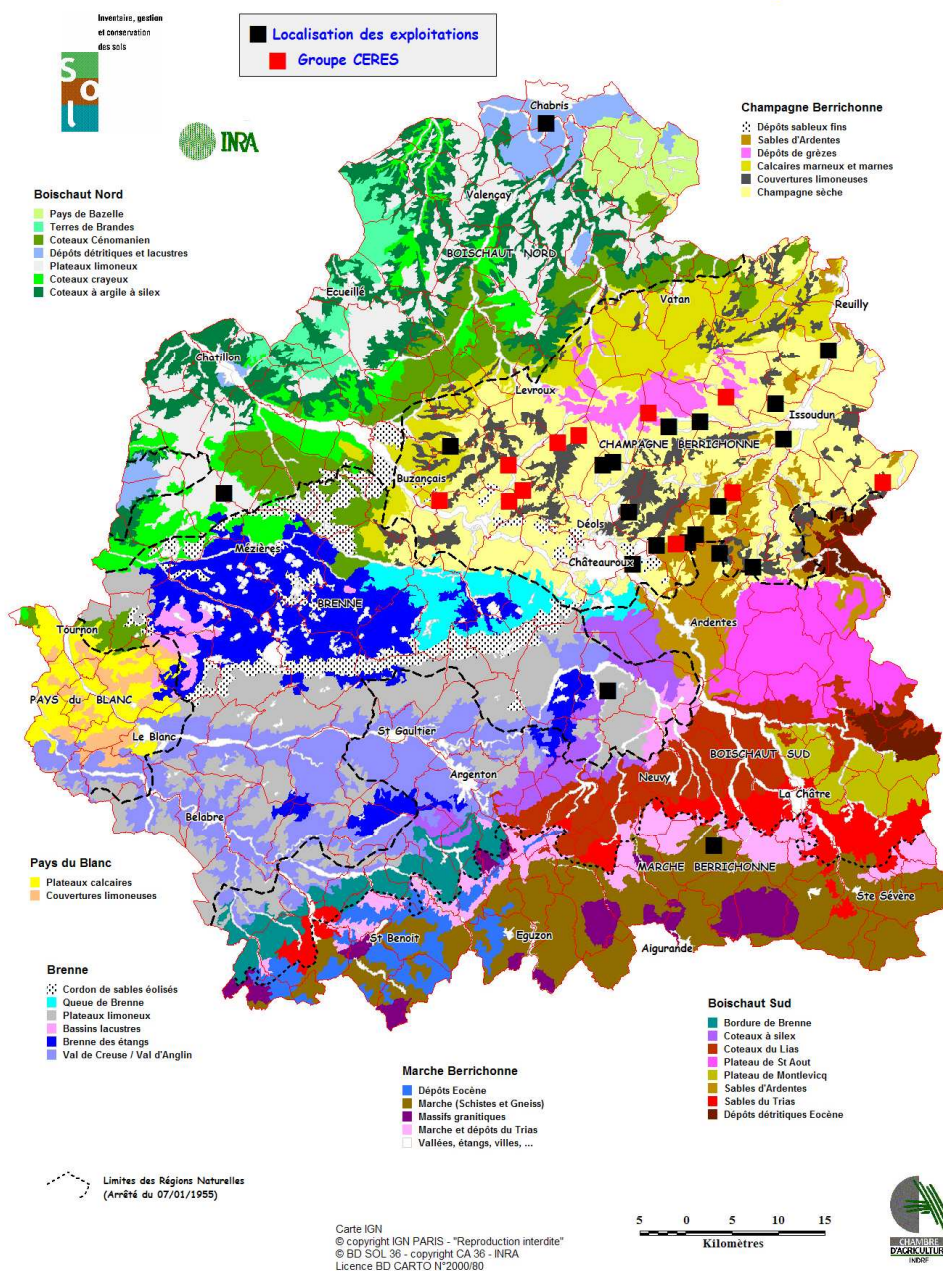 Inventaire, gestion
et conservation
des sols
Sol
INRA
Localisation des exploitations
Groupe CERES
Champagne Berrichonne
Dépôts sableux fins
Sables d'Ardentes
Dépôts de grèzes
Calcaires marneux et marnes
Couvertures limoneuses
Champagne sèche
Boischaut Nord
Pays de Bazelle
Terres de Brandes
Coteaux Cénomanien
Dépôts détritiques et lacustres
Plateaux limoneux
Coteaux crayeux
Coteaux à argile à silex
Chabris
Valençay
BOISCHAUT NORD
Ecueillé
Vatan
Reuilly
Châtillon
Levroux
Issoudun
CHAMPAGNE BERRICHONNE
Buzançais
Déols
Mézières
Châteauroux
BRENNE
Ardentes
Tournon
PAYS du BLANC
Le Blanc
St Gaultier
BOISCHAUT SUD
Argenton
Neuvy
La Châtre
Belabre
MARCHE BERRICHONNE
Ste Sévère
St Benoit
Eguzon
Aigurande
Pays du Blanc
Plateaux calcaires
Couvertures limoneuses
Brenne
Cordon de sables éolisés
Queue de Brenne
Plateaux limoneux
Bassins lacustres
Brenne des étangs
Val de Creuse / Val d'Anglin
Marche Berrichonne
Dépôts Eocène
Marche (Schistes et Gneiss)
Massifs granitiques
Marche et dépôts du Trias
Vallées, étangs, villes, ...
Boischaut Sud
Bordure de Brenne
Coteaux à silex
Coteaux du Lias
Plateau de St Aout
Plateau de Montlevicq
Sables d'Ardentes
Sables du Trias
Dépôts détritiques Eocène
Limites des Régions Naturelles
(Arrêté du 07/01/1955)
Carte IGN
© copyright IGN PARIS - "Reproduction interdite"
© BD SOL 36 - copyright CA 36 - INRA
Licence BD CARTO N°2000/80
5 0 5 10 15
Kilomètres
CHAMBRE
D'AGRICULTURE
INDRE